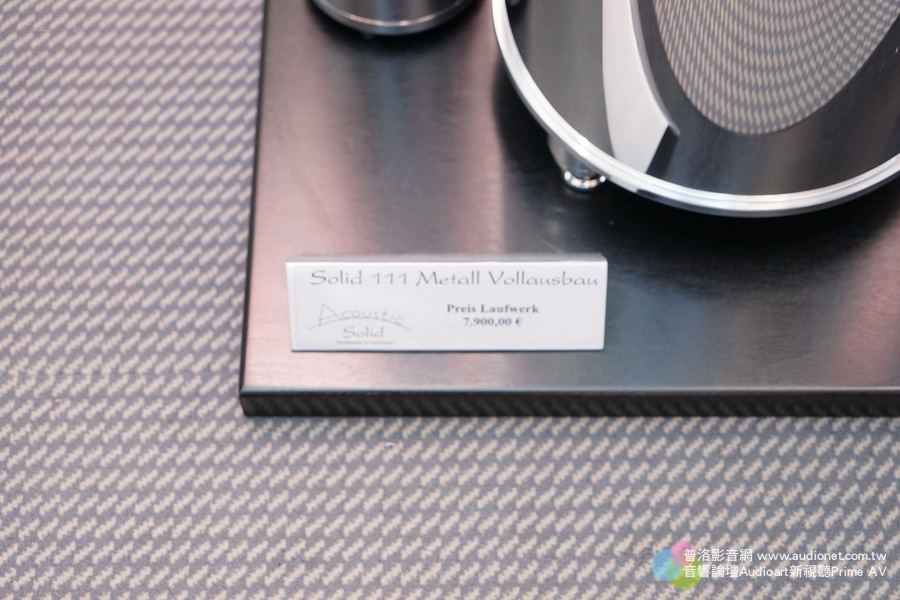 Solid 111 Metall Vollausbau
Acoustic
Solid
Preis Laufwerk
7.900,00 €
普洛影音網 www.audionet.com.tw
音響論壇Audioart新視聽Prime AV